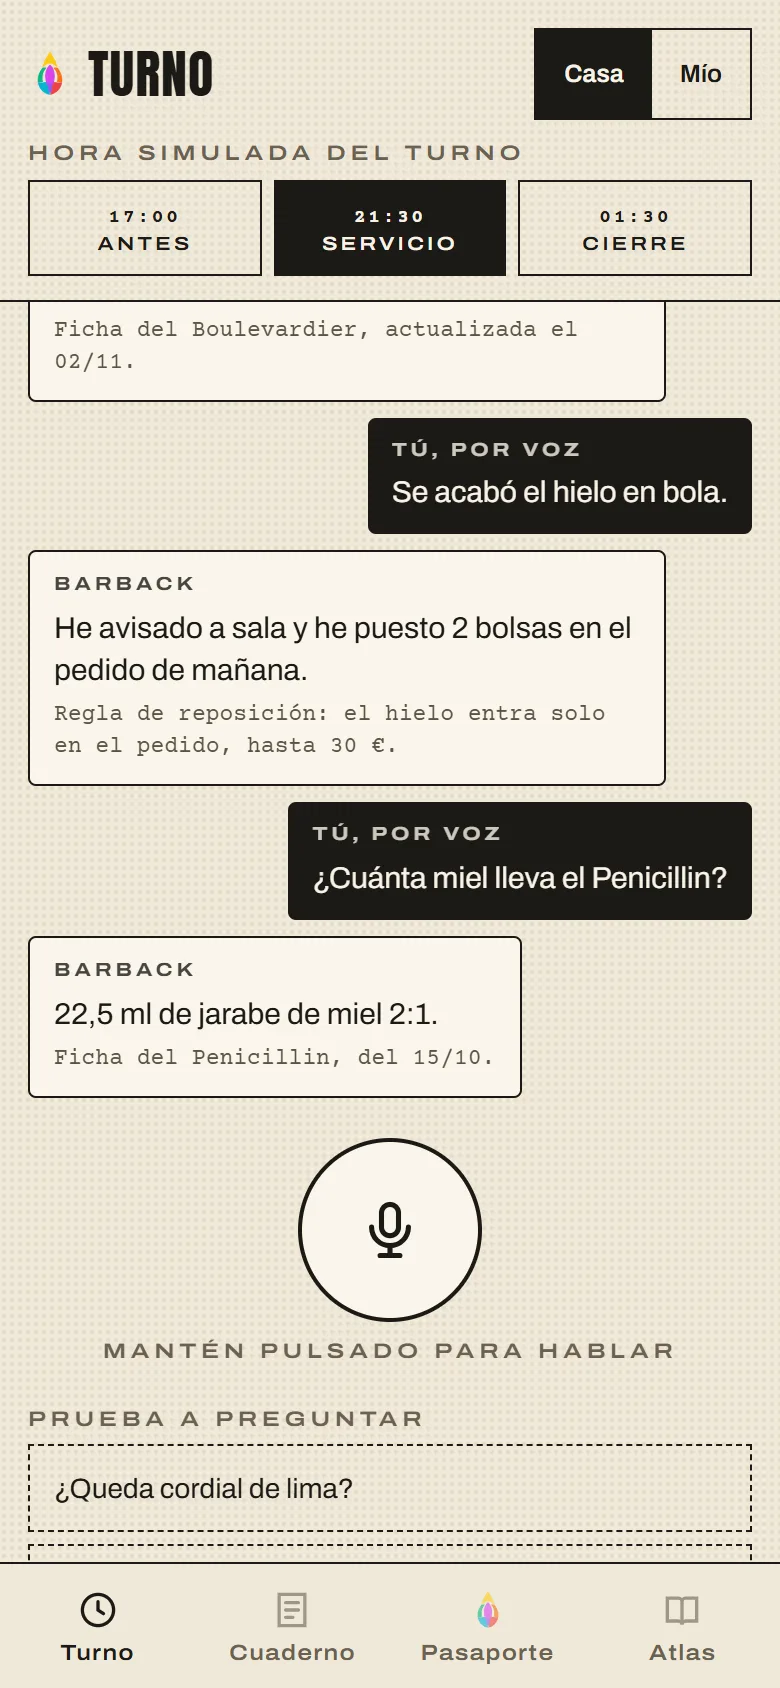 TURNO
Casa
Mío
HORA SIMULADA DEL TURNO
17:00
ANTES
21:30
SERVICIO
01:30
CIERRE
Ficha del Boulevardier, actualizada el
02/11.
TÚ, POR VOZ
Se acabó el hielo en bola.
BARBACK
He avisado a sala y he puesto 2 bolsas en el
pedido de mañana.
Regla de reposición: el hielo entra solo
en el pedido, hasta 30 €.
TÚ, POR VOZ
¿Cuánta miel lleva el Penicillin?
BARBACK
22,5 ml de jarabe de miel 2:1.
Ficha del Penicillin, del 15/10.
MANTÉN PULSADO PARA HABLAR
PRUEBA A PREGUNTAR
¿Queda cordial de lima?
Turno
Cuaderno
Pasaporte
Atlas